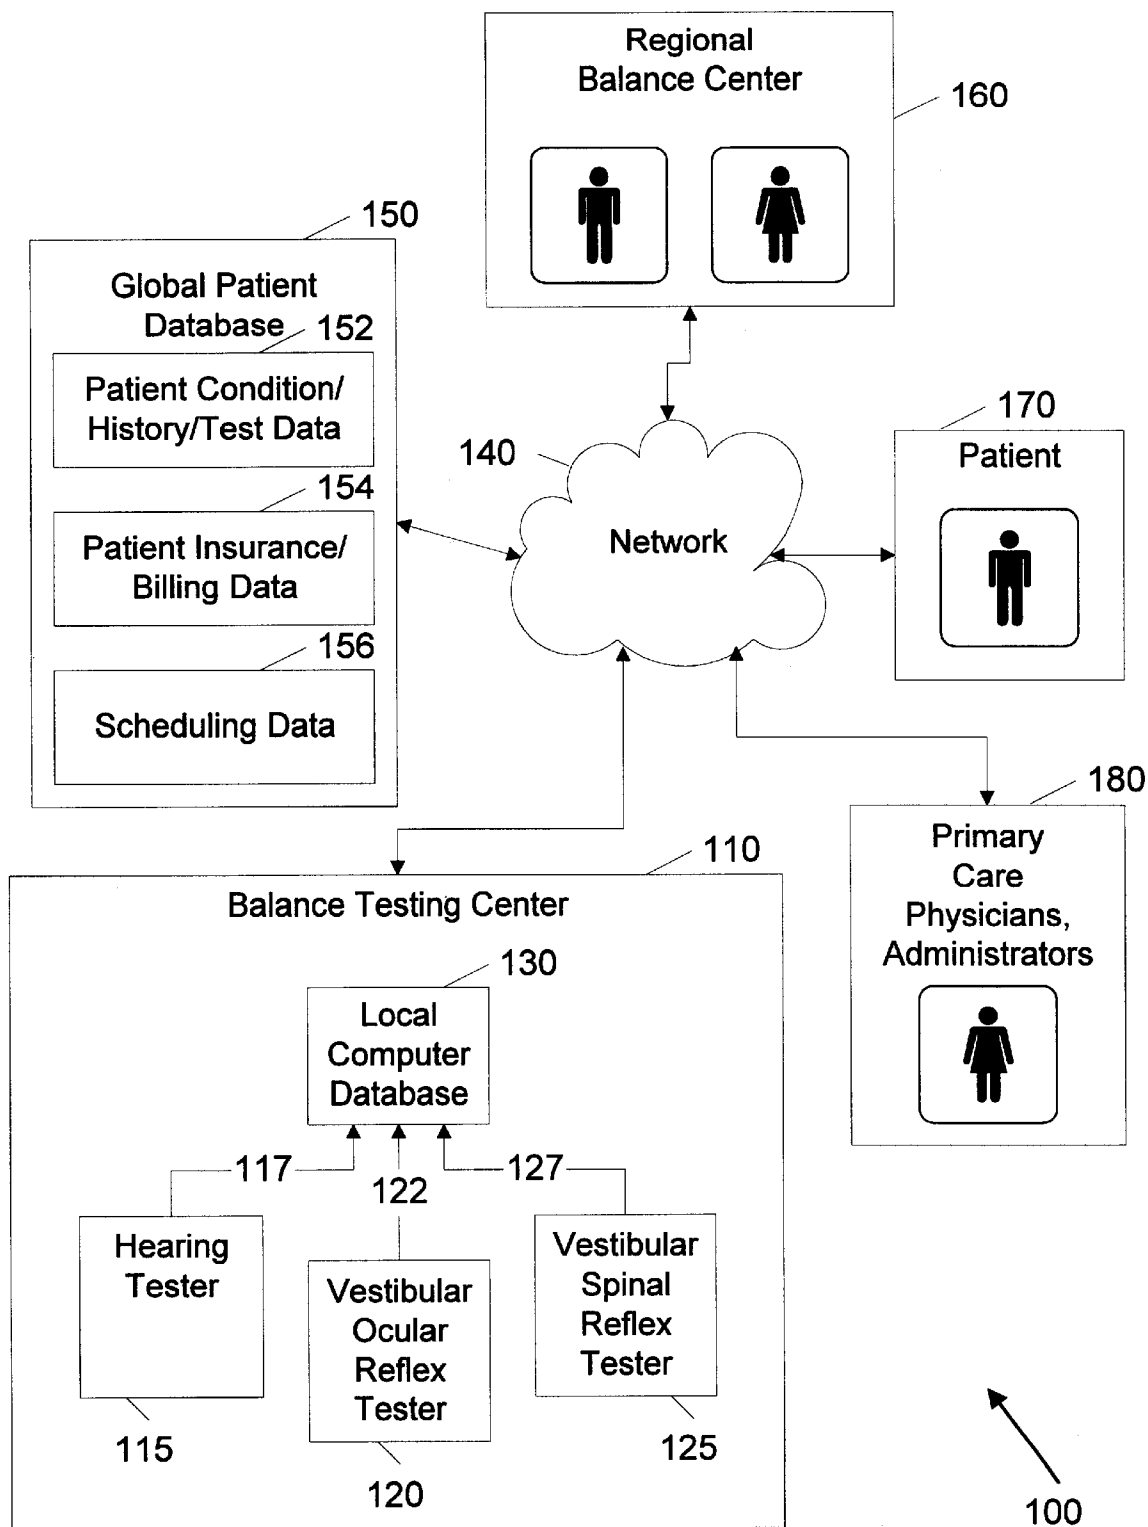 Regional
Balance Center
160
150
Global Patient
Database
152
Patient Condition/
History/Test Data
154
Patient Insurance/
Billing Data
156
Scheduling Data
140
Network
170
Patient
180
Primary
Care
Physicians,
Administrators
110
Balance Testing Center
130
Local
Computer
Database
117
122
127
Hearing
Tester
115
Vestibular
Ocular
Reflex
Tester
120
Vestibular
Spinal
Reflex
Tester
125
100